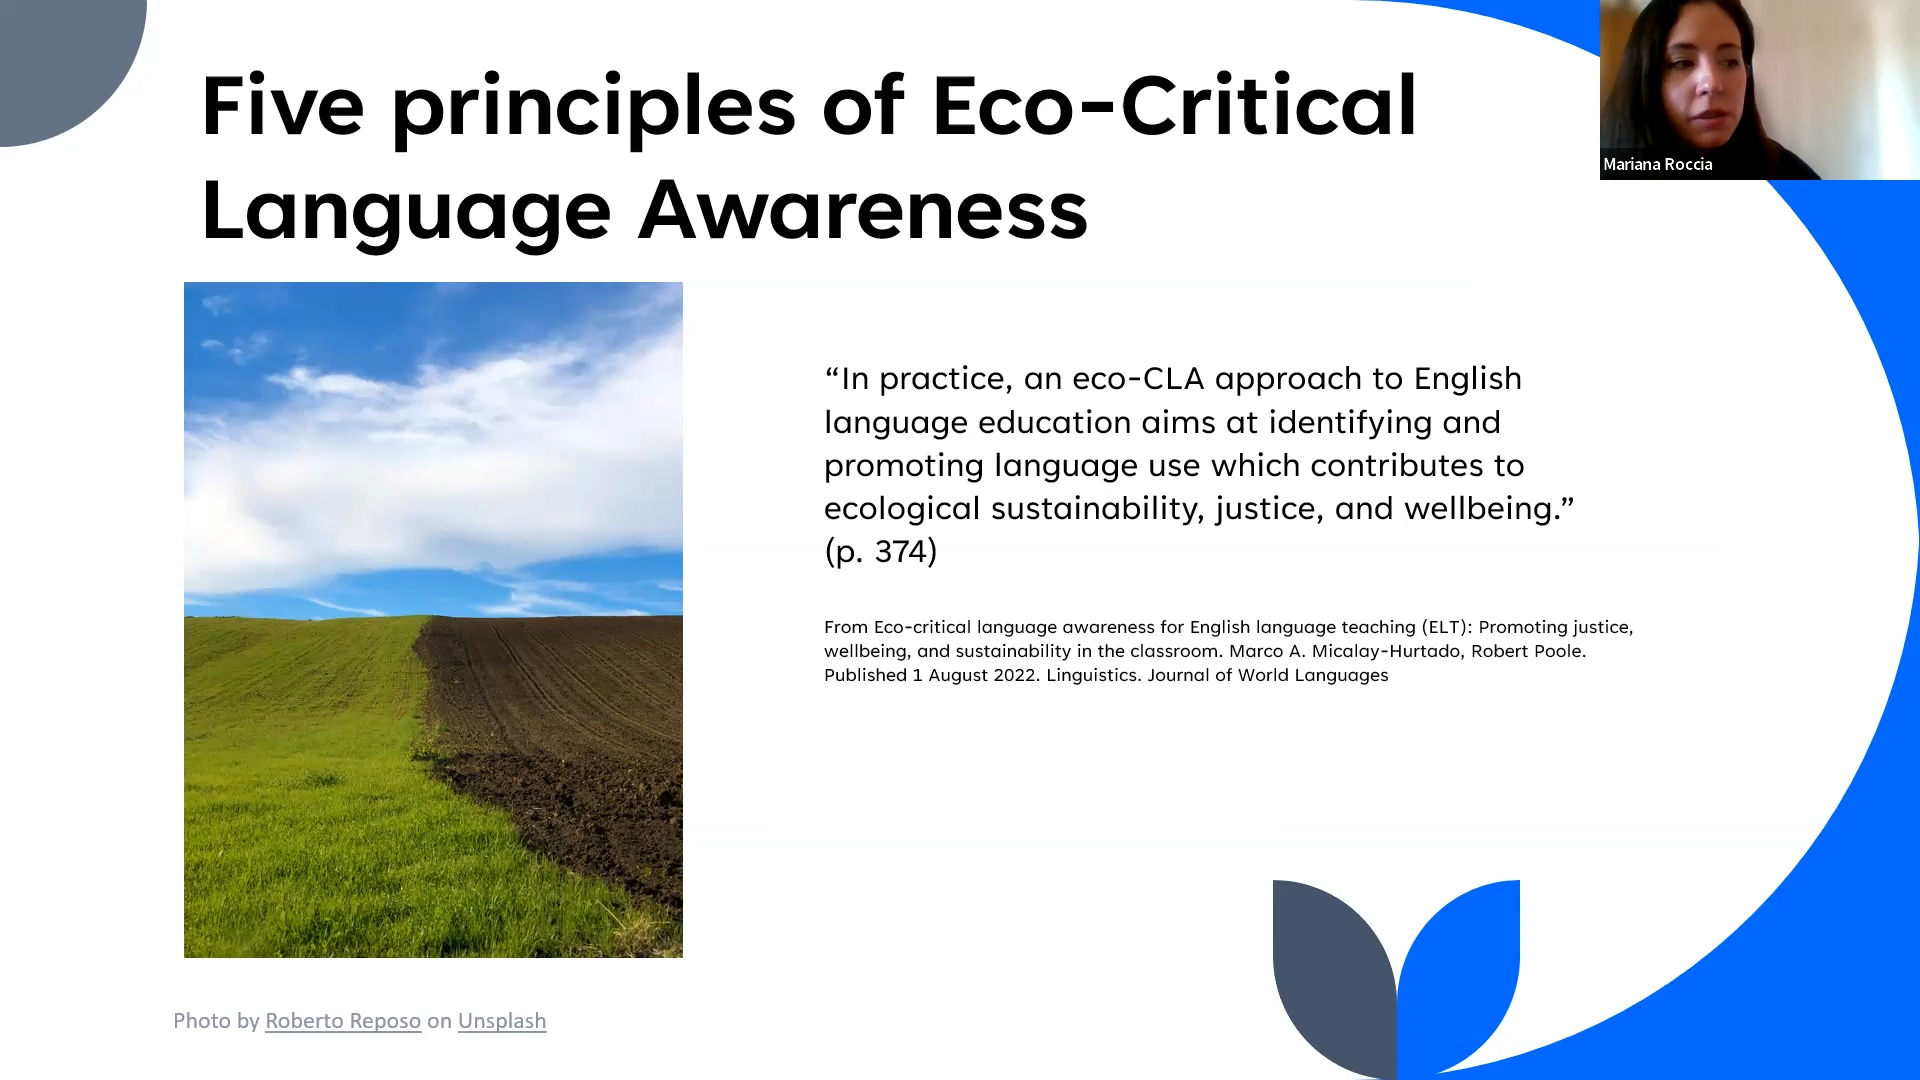 Five principles of Eco-Critical
Language Awareness
Mariana Roccia
“In practice, an eco-CLA approach to English
language education aims at identifying and
promoting language use which contributes to
ecological sustainability, justice, and wellbeing.”
(p. 374)
From Eco-critical language awareness for English language teaching (ELT): Promoting justice,
wellbeing, and sustainability in the classroom. Marco A. Micalay-Hurtado, Robert Poole.
Published 1 August 2022. Linguistics. Journal of World Languages
Photo by Roberto Reposo on Unsplash